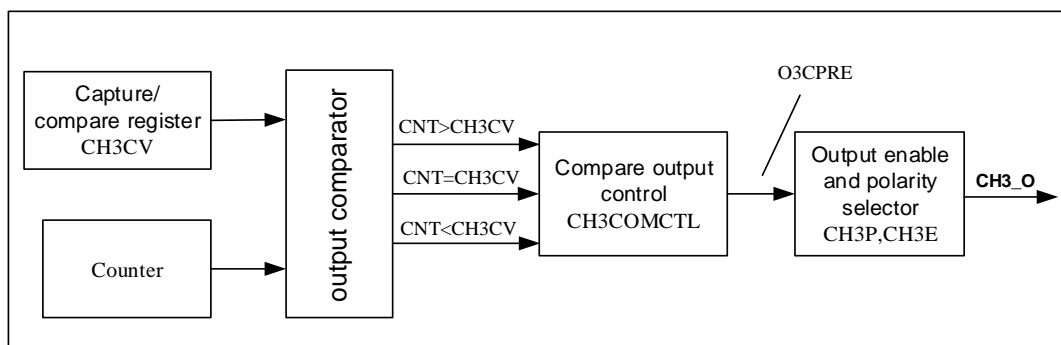 Capture/
compare register
CH3CV
Counter
output comparator
CNT>CH3CV
CNT=CH3CV
CNT<CH3CV
Compare output
control
CH3COMCTL
O3CPRE
Output enable
and polarity
selector
CH3P,CH3E
CH3_O